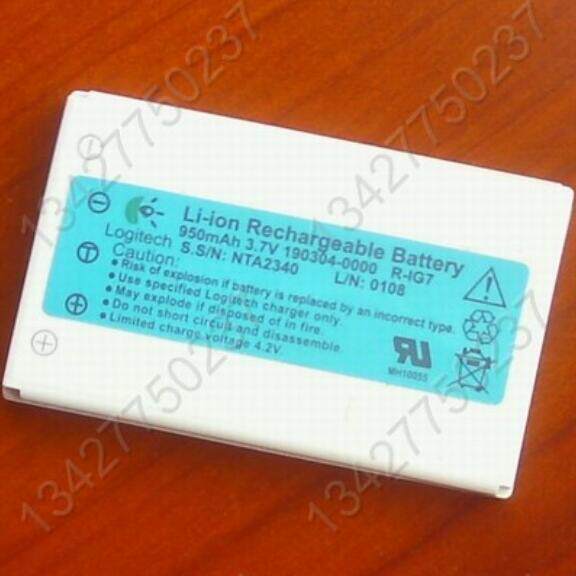 Li-ion Rechargeable Battery
Logitech 950mAh 3.7V 190304-0000 R-IG7
S.S/N: NTA2340 L/N: 0108
Caution:
• Risk of explosion if battery is replaced by an incorrect type.
• Use specified Logitech charger only.
• May explode if disposed of in fire.
• Do not short circuit and disassemble.
• Limited charge voltage 4.2V.
MH10055
13427750237
13427750237
13427750237
13427750237